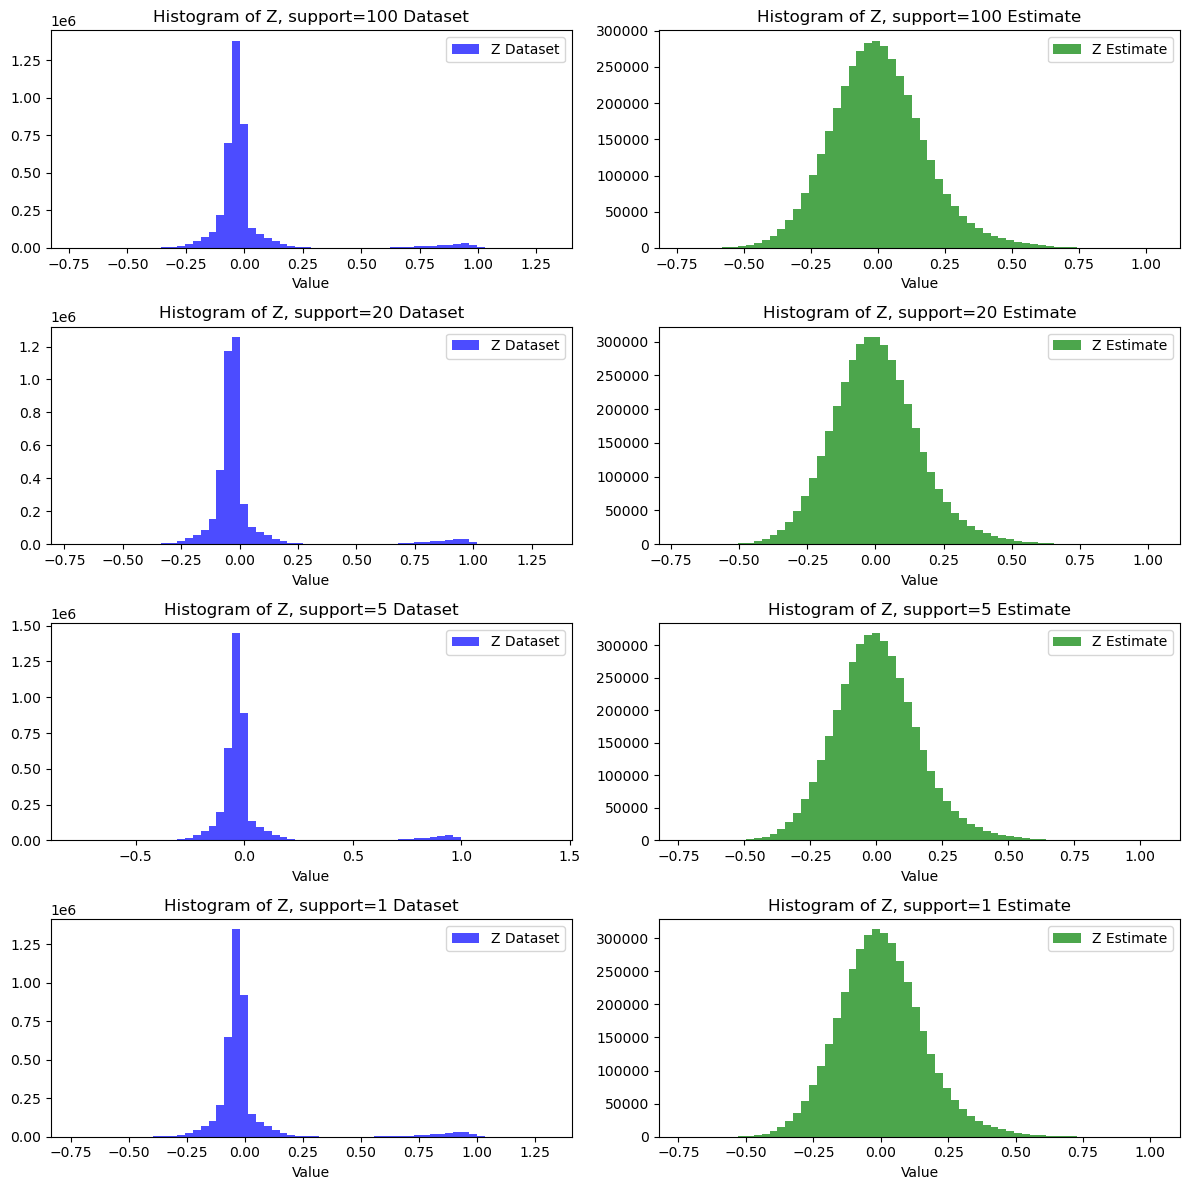 Histogram of Z, support=100 Dataset
1e6
Z Dataset
1.25
1.00
0.75
0.50
0.25
0.00
−0.75 −0.50 −0.25 0.00 0.25 0.50 0.75 1.00 1.25
Value
Histogram of Z, support=100 Estimate
Z Estimate
300000
250000
200000
150000
100000
50000
0
−0.75 −0.50 −0.25 0.00 0.25 0.50 0.75 1.00
Value
Histogram of Z, support=20 Dataset
1e6
Z Dataset
1.2
1.0
0.8
0.6
0.4
0.2
0.0
−0.75 −0.50 −0.25 0.00 0.25 0.50 0.75 1.00 1.25
Value
Histogram of Z, support=20 Estimate
Z Estimate
300000
250000
200000
150000
100000
50000
0
−0.75 −0.50 −0.25 0.00 0.25 0.50 0.75 1.00
Value
Histogram of Z, support=5 Dataset
1e6
Z Dataset
1.50
1.25
1.00
0.75
0.50
0.25
0.00
−0.5 0.0 0.5 1.0 1.5
Value
Histogram of Z, support=5 Estimate
Z Estimate
300000
250000
200000
150000
100000
50000
0
−0.75 −0.50 −0.25 0.00 0.25 0.50 0.75 1.00
Value
Histogram of Z, support=1 Dataset
1e6
Z Dataset
1.25
1.00
0.75
0.50
0.25
0.00
−0.75 −0.50 −0.25 0.00 0.25 0.50 0.75 1.00 1.25
Value
Histogram of Z, support=1 Estimate
Z Estimate
300000
250000
200000
150000
100000
50000
0
−0.75 −0.50 −0.25 0.00 0.25 0.50 0.75 1.00
Value